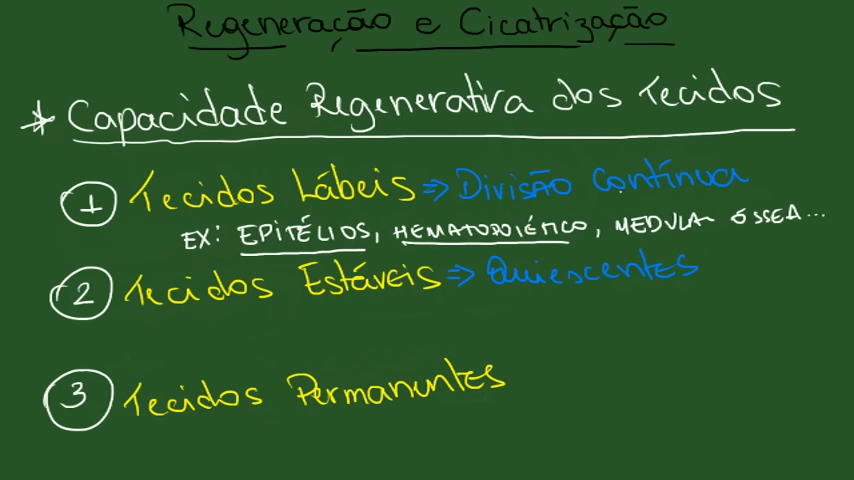 Regeneração e Cicatrização
* Capacidade Regenerativa dos Tecidos
1 Tecidos Lábeis ⇒ Divisão Contínua
EX: EPITÉLIOS, HEMATOPOIÉTICO, MEDULA ÓSSEA...
2 Tecidos Estáveis ⇒ Quiescentes
3 Tecidos Permanentes